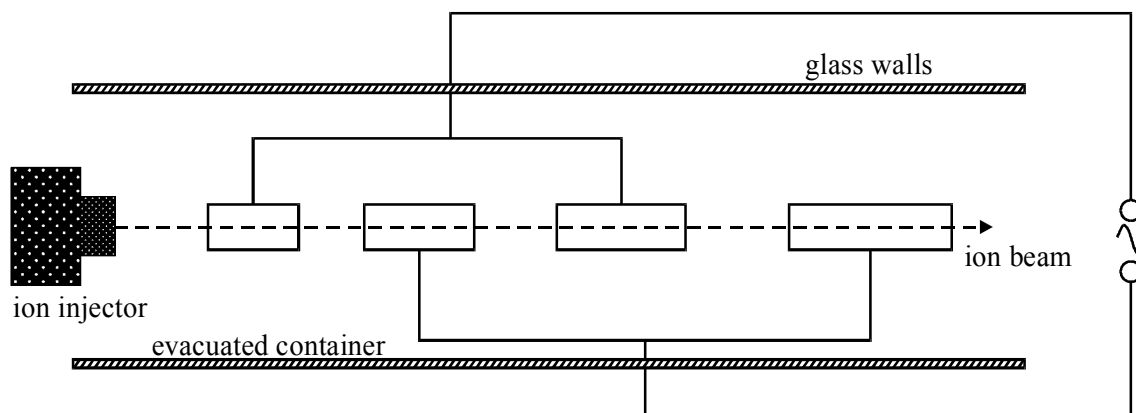 glass walls
ion beam
ion injector
evacuated container